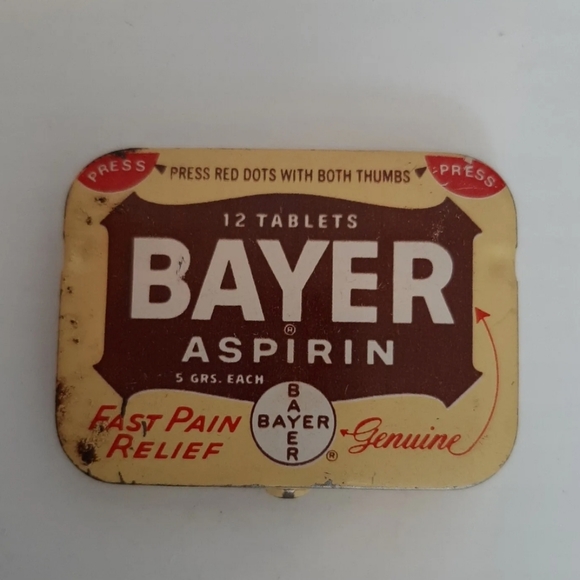 PRESS PRESS RED DOTS WITH BOTH THUMBS PRESS
12 TABLETS
BAYER
®
ASPIRIN
5 GRS. EACH
FAST PAIN
RELIEF
BAYER
BAYER
®
Genuine